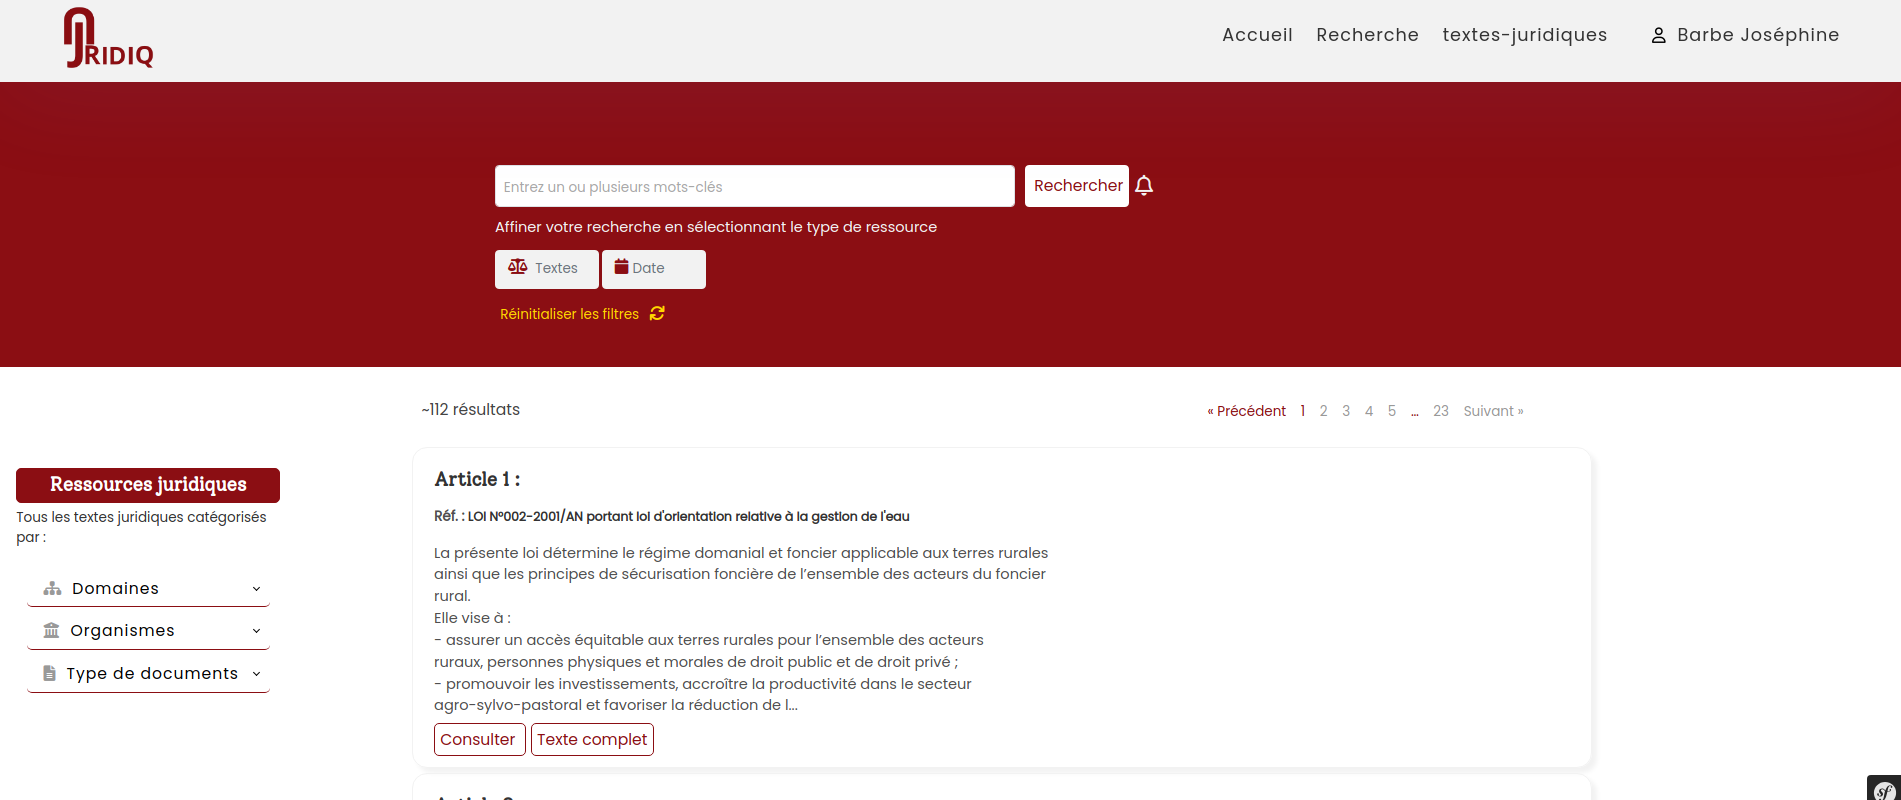 JRIDIQ
Accueil Recherche textes-juridiques Barbe Joséphine
Entrez un ou plusieurs mots-clés
Rechercher
Affiner votre recherche en sélectionnant le type de ressource
Textes Date
Réinitialiser les filtres
~112 résultats
« Précédent 1 2 3 4 5 ... 23 Suivant »
Ressources juridiques
Tous les textes juridiques catégorisés
par :
Domaines
Organismes
Type de documents
Article 1 :
Réf. : LOI N°002-2001/AN portant loi d'orientation relative à la gestion de l'eau
La présente loi détermine le régime domanial et foncier applicable aux terres rurales
ainsi que les principes de sécurisation foncière de l’ensemble des acteurs du foncier
rural.
Elle vise à :
- assurer un accès équitable aux terres rurales pour l’ensemble des acteurs
ruraux, personnes physiques et morales de droit public et de droit privé ;
- promouvoir les investissements, accroître la productivité dans le secteur
agro-sylvo-pastoral et favoriser la réduction de l...
Consulter Texte complet
sf